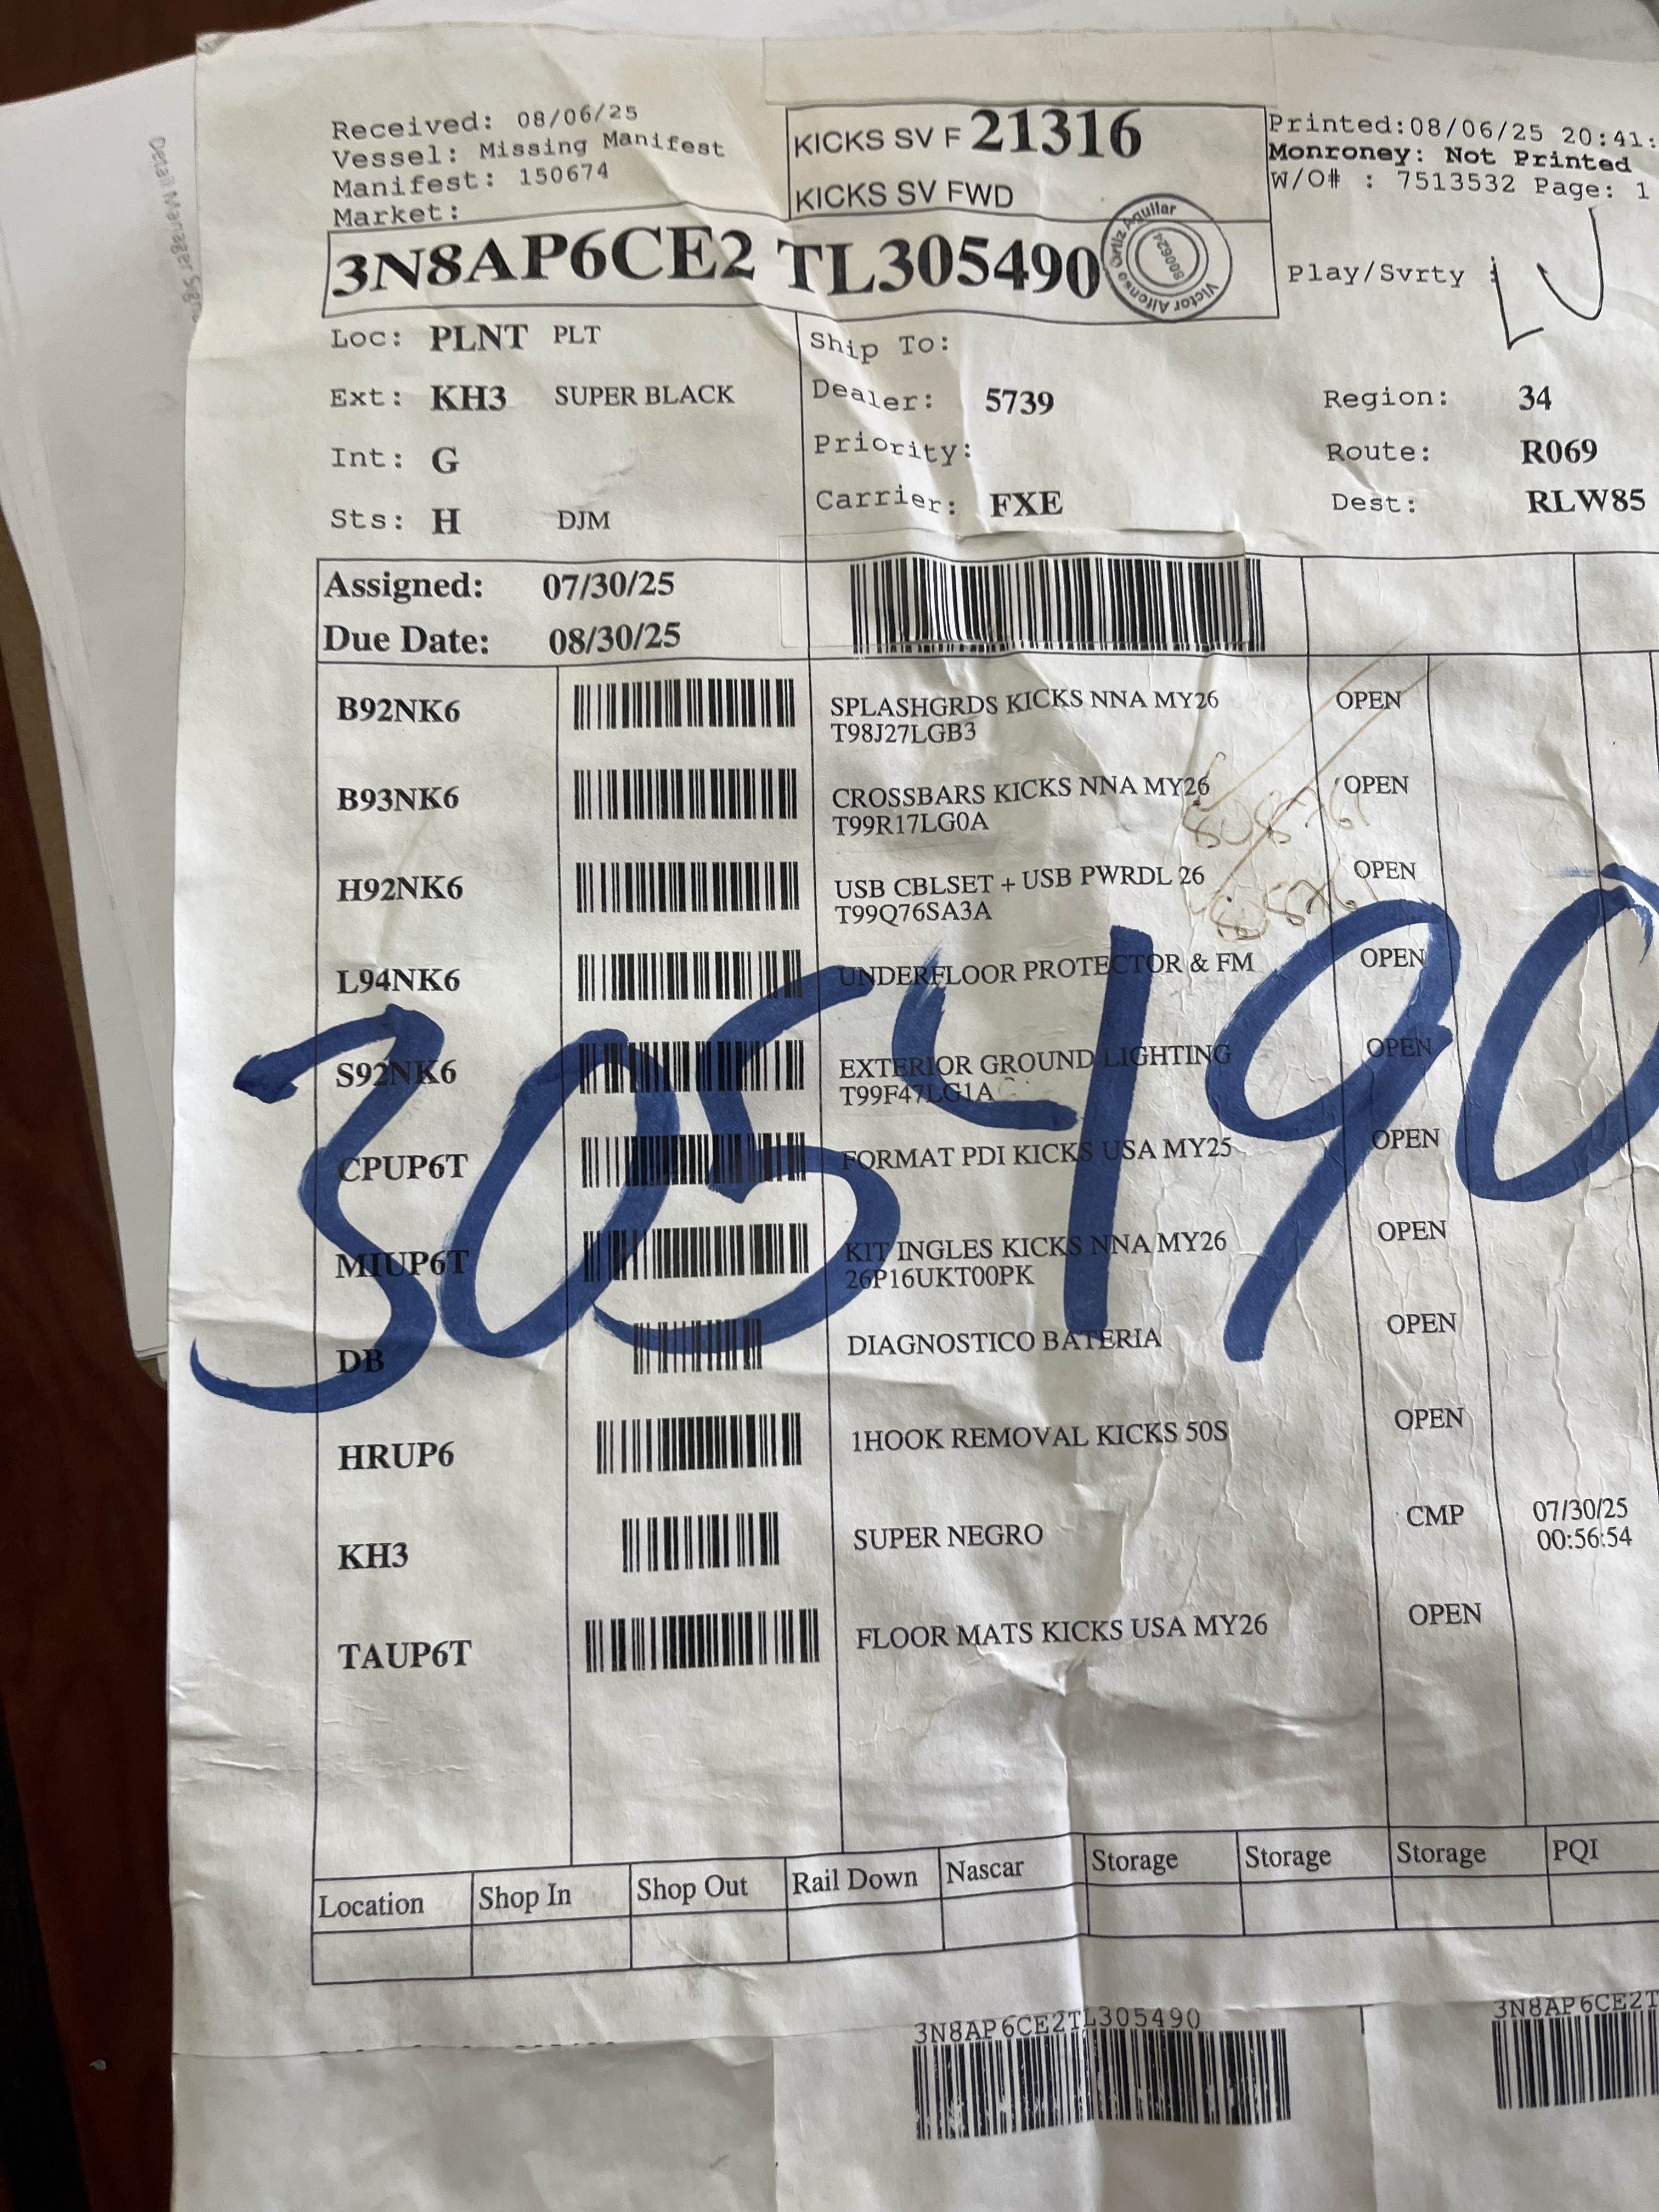 Received: 08/06/25
Vessel: Missing Manifest
Manifest: 150674
Market:
KICKS SV F 21316
KICKS SV FWD
Printed:08/06/25 20:41:
Monroney: Not Printed
W/O# : 7513532 Page: 1
3N8AP6CE2 TL305490
Victor Alfonso Ortiz Aguilar
800624
Play/Svrty :
Loc: PLNT PLT
Ship To:
Ext: KH3 SUPER BLACK
Dealer: 5739
Region: 34
Int: G
Priority:
Route: R069
Sts: H DJM
Carrier: FXE
Dest: RLW85
Assigned: 07/30/25
Due Date: 08/30/25
B92NK6 SPLASHGRDS KICKS NNA MY26 OPEN
T98J27LGB3
B93NK6 CROSSBARS KICKS NNA MY26 OPEN
T99R17LG0A
808761
H92NK6 USB CBLSET + USB PWRDL 26 OPEN
T99Q76SA3A
L94NK6 UNDERFLOOR PROTECTOR & FM OPEN
305490
S92NK6 EXTERIOR GROUND LIGHTING OPEN
T99F47LG1A
CPUP6T FORMAT PDI KICKS USA MY25 OPEN
MIUP6T KIT INGLES KICKS NNA MY26 OPEN
26P16UKT00PK
DB DIAGNOSTICO BATERIA OPEN
HRUP6 1HOOK REMOVAL KICKS 50S OPEN
KH3 SUPER NEGRO CMP 07/30/25
00:56:54
TAUP6T FLOOR MATS KICKS USA MY26 OPEN
Location Shop In Shop Out Rail Down Nascar Storage Storage Storage PQI
3N8AP6CE2TL305490
3N8AP6CE2T